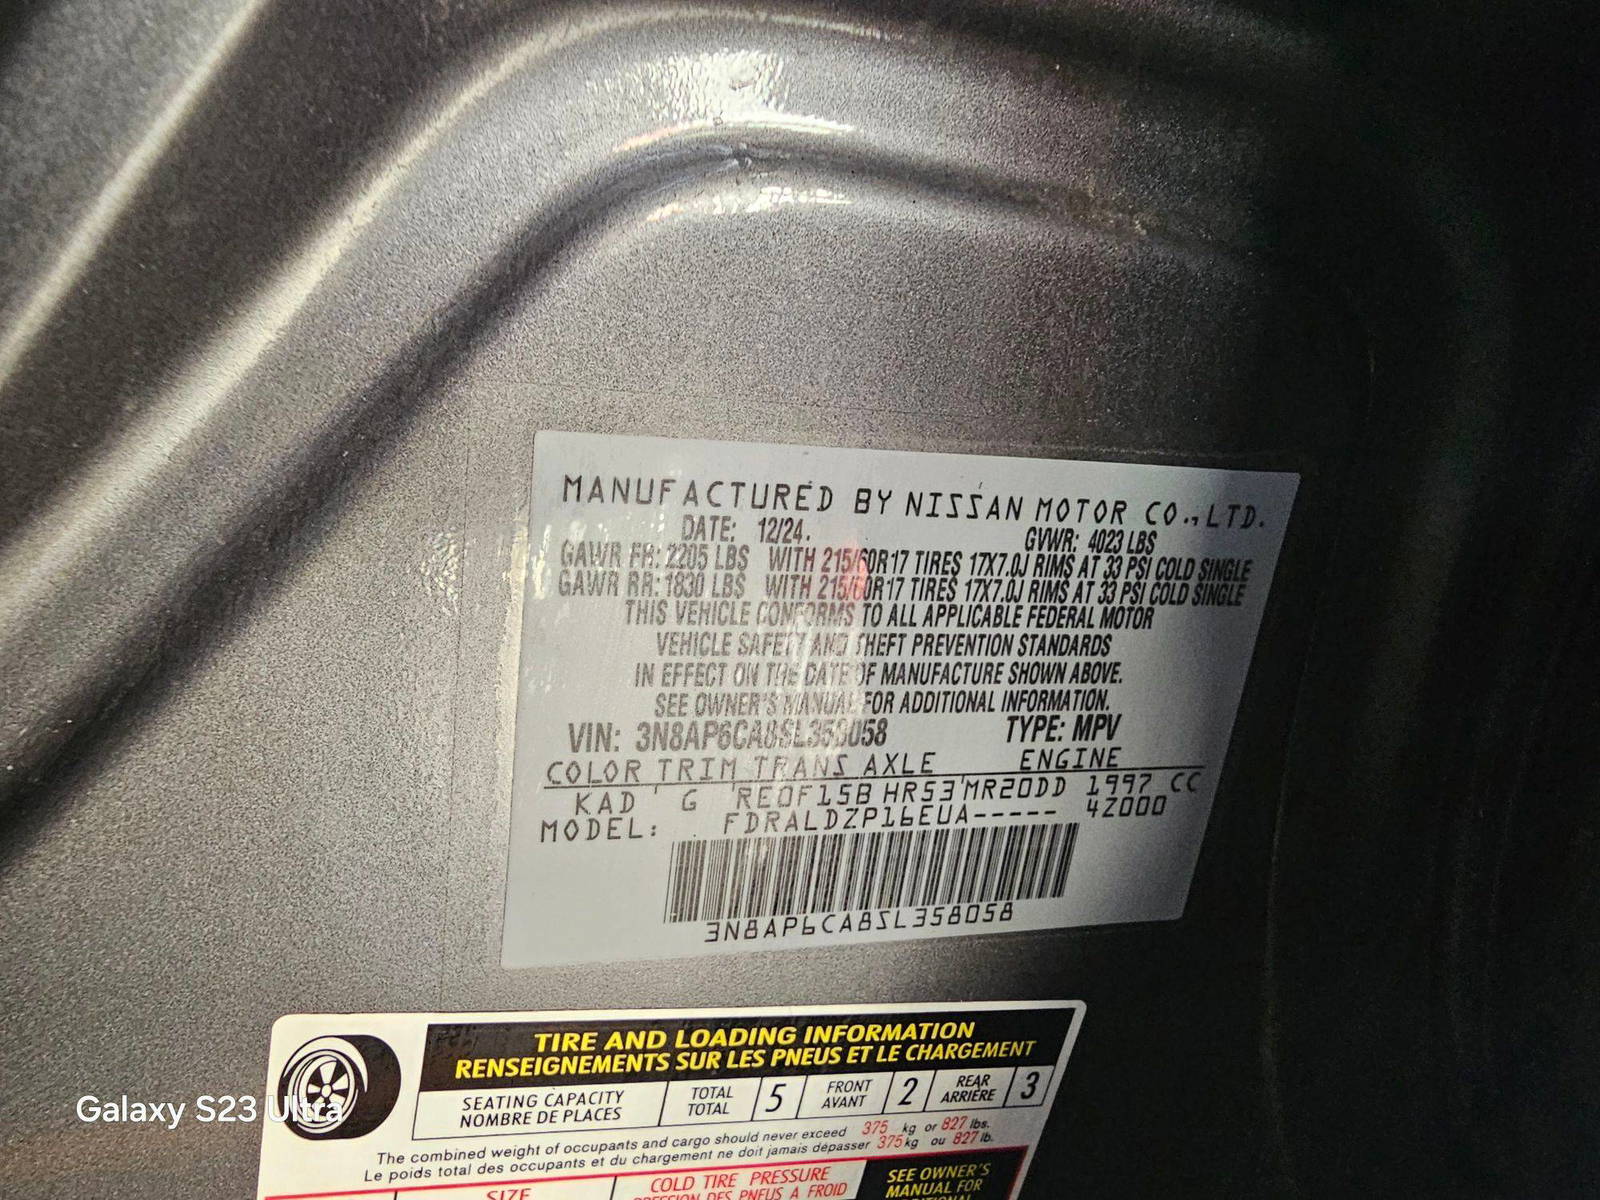 MANUFACTURED BY NISSAN MOTOR CO., LTD.
DATE: 12/24. GVWR: 4023 LBS
GAWR FR: 2205 LBS WITH 215/60R17 TIRES 17X7.0J RIMS AT 33 PSI COLD SINGLE
GAWR RR: 1830 LBS WITH 215/60R17 TIRES 17X7.0J RIMS AT 33 PSI COLD SINGLE
THIS VEHICLE CONFORMS TO ALL APPLICABLE FEDERAL MOTOR
VEHICLE SAFETY AND THEFT PREVENTION STANDARDS
IN EFFECT ON THE DATE OF MANUFACTURE SHOWN ABOVE.
SEE OWNER'S MANUAL FOR ADDITIONAL INFORMATION.
VIN: 3N8AP6CA8SL358058 TYPE: MPV
COLOR TRIM TRANS AXLE ENGINE
KAD G RE0F15B HR53 MR20DD 1997 CC
MODEL: FDRALDZP16EUA----- 4Z000
3N8AP6CA8SL358058
TIRE AND LOADING INFORMATION
RENSEIGNEMENTS SUR LES PNEUS ET LE CHARGEMENT
SEATING CAPACITY TOTAL 5 FRONT 2 REAR 3
NOMBRE DE PLACES TOTAL AVANT ARRIÈRE
The combined weight of occupants and cargo should never exceed 375 kg or 827 lbs.
Le poids total des occupants et du chargement ne doit jamais dépasser 375 kg ou 827 lb.
SIZE COLD TIRE PRESSURE SEE OWNER'S
PRESSION DES PNEUS A FROID MANUAL FOR
Galaxy S23 Ultra